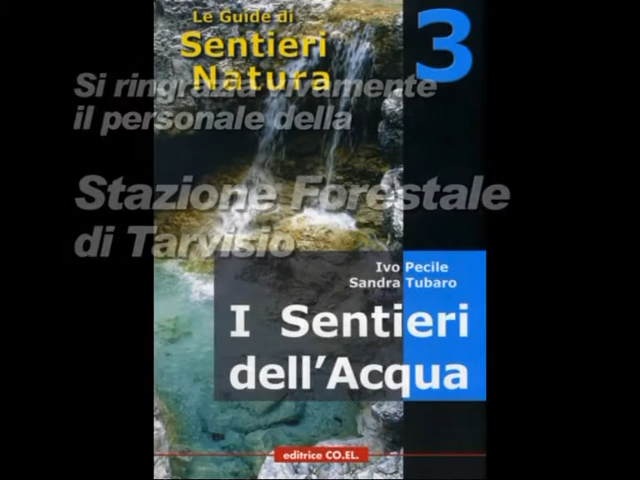 Le Guide di
Sentieri
Natura
3
Si ringrazia vivamente
il personale della
Stazione Forestale
di Tarvisio
Ivo Pecile
Sandra Tubaro
I Sentieri
dell'Acqua
editrice CO.EL.